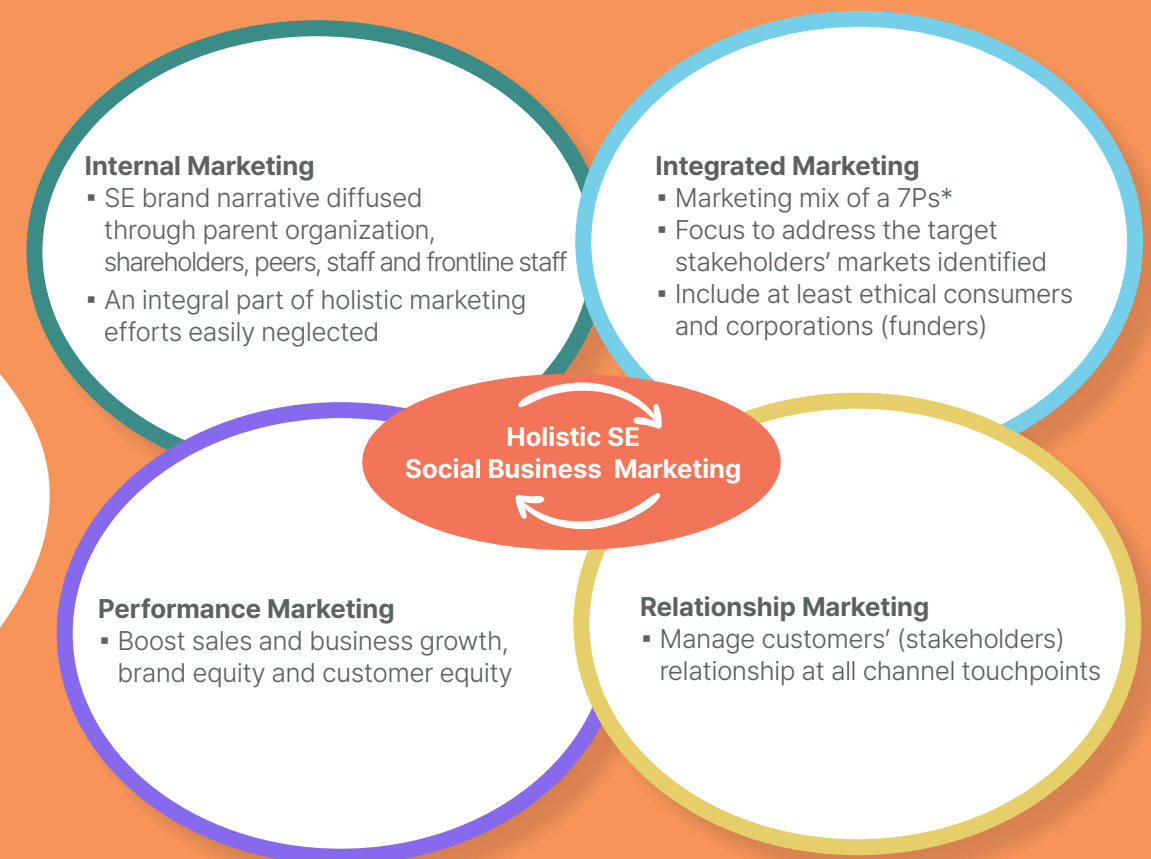 Internal Marketing
▪ SE brand narrative diffused
through parent organization,
shareholders, peers, staff and frontline staff
▪ An integral part of holistic marketing
efforts easily neglected
Integrated Marketing
▪ Marketing mix of a 7Ps*
▪ Focus to address the target
stakeholders’ markets identified
▪ Include at least ethical consumers
and corporations (funders)
Holistic SE
Social Business Marketing
Performance Marketing
▪ Boost sales and business growth,
brand equity and customer equity
Relationship Marketing
▪ Manage customers’ (stakeholders)
relationship at all channel touchpoints